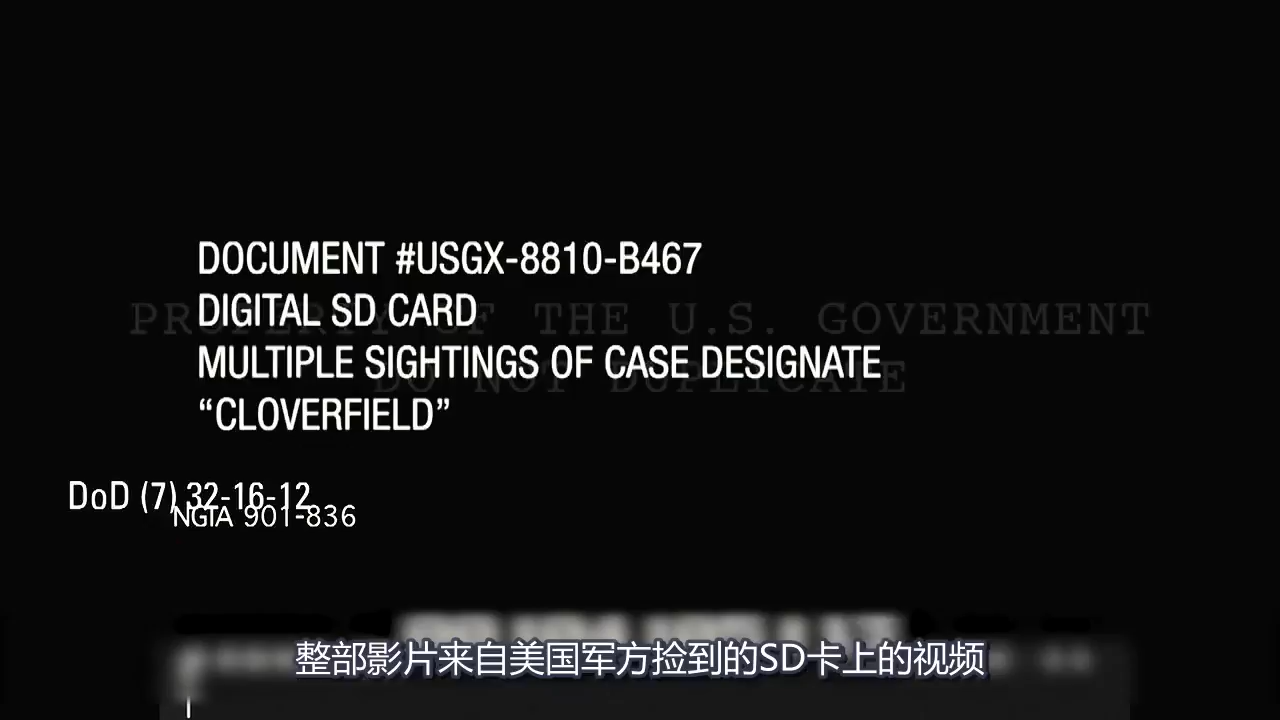 DOCUMENT #USGX-8810-B467
DIGITAL SD CARD
PROPERTY OF THE U.S. GOVERNMENT
MULTIPLE SIGHTINGS OF CASE DESIGNATE
DO NOT DUPLICATE
“CLOVERFIELD”
DoD (7) 32-16-12
NGIA 901-836
整部影片来自美国军方捡到的SD卡上的视频